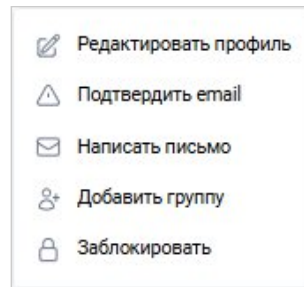 Редактировать профиль
Подтвердить email
Написать письмо
Добавить группу
Заблокировать